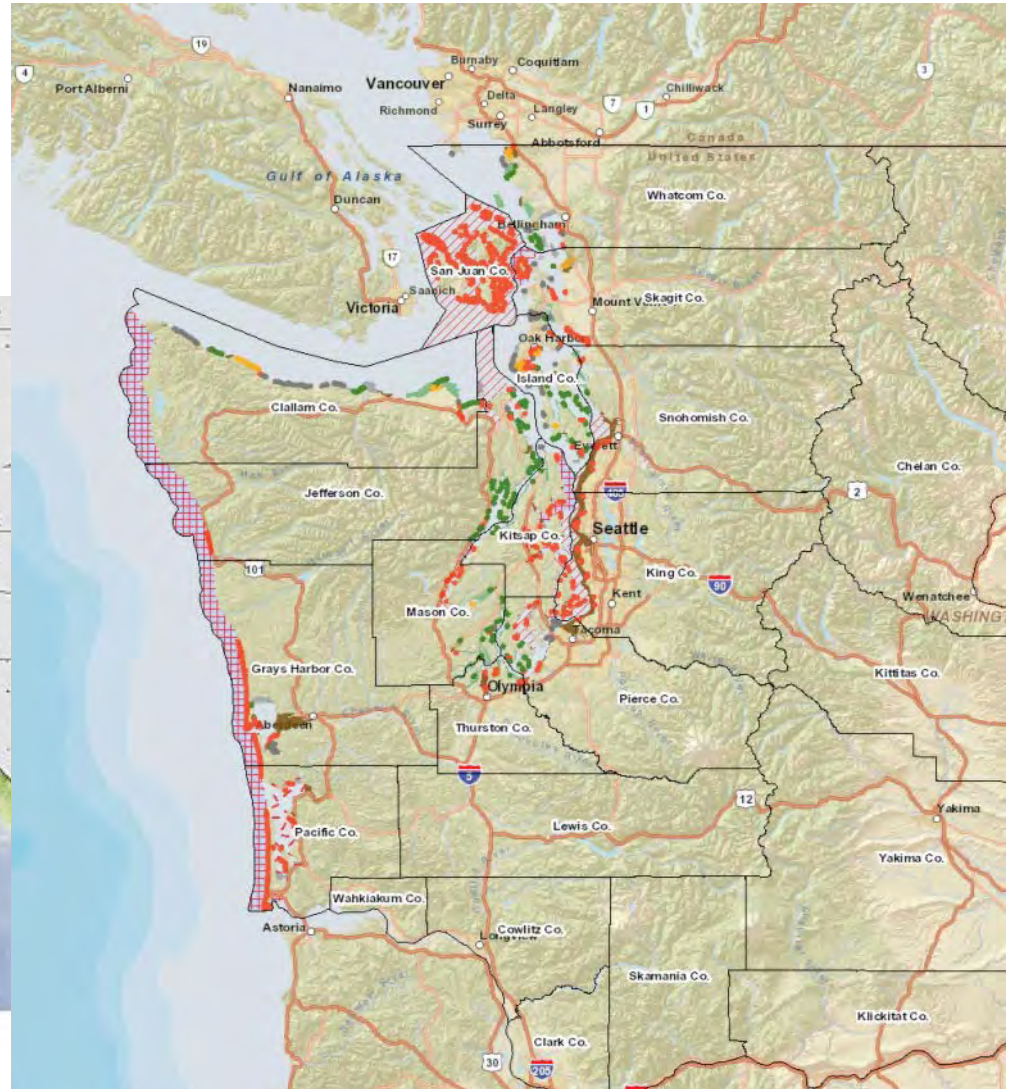 19
Burnaby
Coquitlam
4
Port Alberni
Nanaimo
Vancouver
3
Delta
Chilliwack
Richmond
Langley
7
1
Surrey
Abbotsford
Canada
United States
Gulf of Alaska
Whatcom Co.
Duncan
Bellingham
17
San Juan Co.
Saanich
Victoria
Mount
Skagit Co.
Oak Harbor
Island Co.
Clallam Co.
Snohomish Co.
Everett
Chelan Co.
Jefferson Co.
405
2
Seattle
Kitsap Co.
101
King Co.
90
Kent
Wenatchee
Mason Co.
WASHINGT
Tacoma
Grays Harbor Co.
Kittitas Co.
Olympia
Pierce Co.
Aberdeen
Thurston Co.
5
12
Yakima
Pacific Co.
Lewis Co.
Yakima Co.
Wahkiakum Co.
Astoria
Cowlitz Co.
Longview
Skamania Co.
Klickitat Co.
Clark Co.
30
205